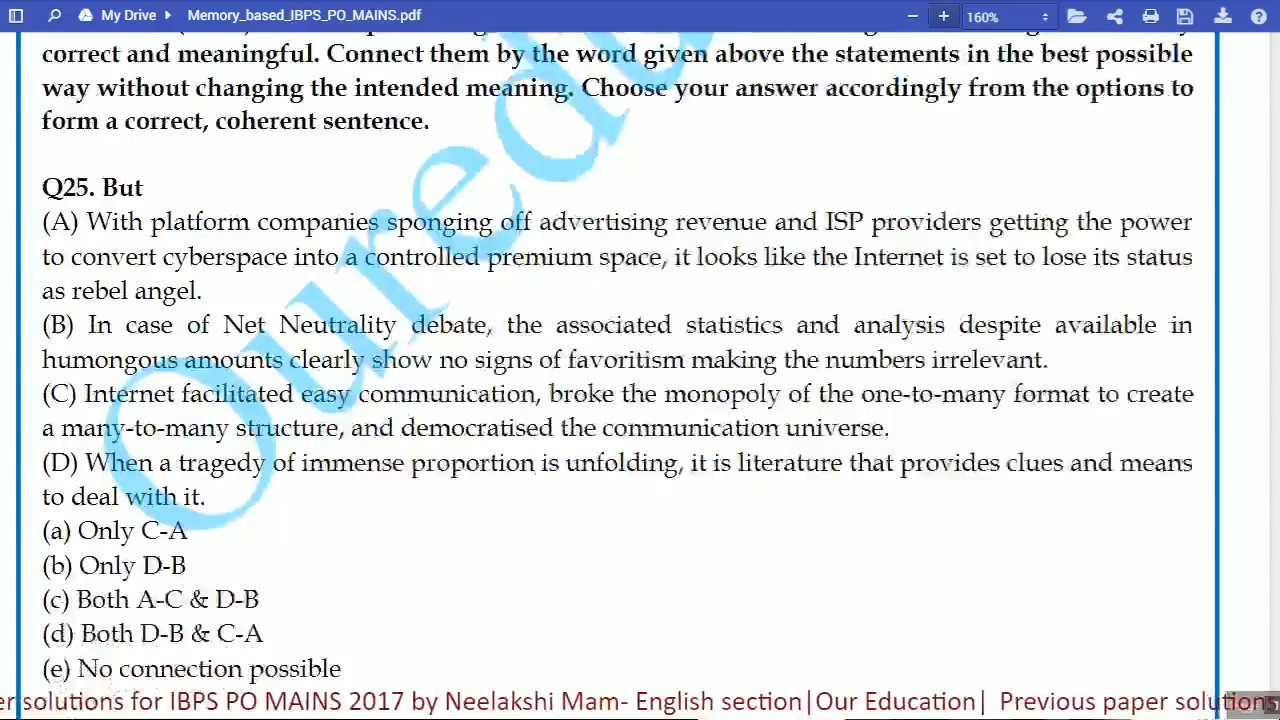 My Drive
Memory_based_IBPS_PO_MAINS.pdf
160%
correct and meaningful. Connect them by the word given above the statements in the best possible
way without changing the intended meaning. Choose your answer accordingly from the options to
form a correct, coherent sentence.
Q25. But
(A) With platform companies sponging off advertising revenue and ISP providers getting the power
to convert cyberspace into a controlled premium space, it looks like the Internet is set to lose its status
as rebel angel.
(B) In case of Net Neutrality debate, the associated statistics and analysis despite available in
humongous amounts clearly show no signs of favoritism making the numbers irrelevant.
(C) Internet facilitated easy communication, broke the monopoly of the one-to-many format to create
a many-to-many structure, and democratised the communication universe.
(D) When a tragedy of immense proportion is unfolding, it is literature that provides clues and means
to deal with it.
(a) Only C-A
(b) Only D-B
(c) Both A-C & D-B
(d) Both D-B & C-A
(e) No connection possible
er solutions for IBPS PO MAINS 2017 by Neelakshi Mam- English section|Our Education| Previous paper solutions
Oured